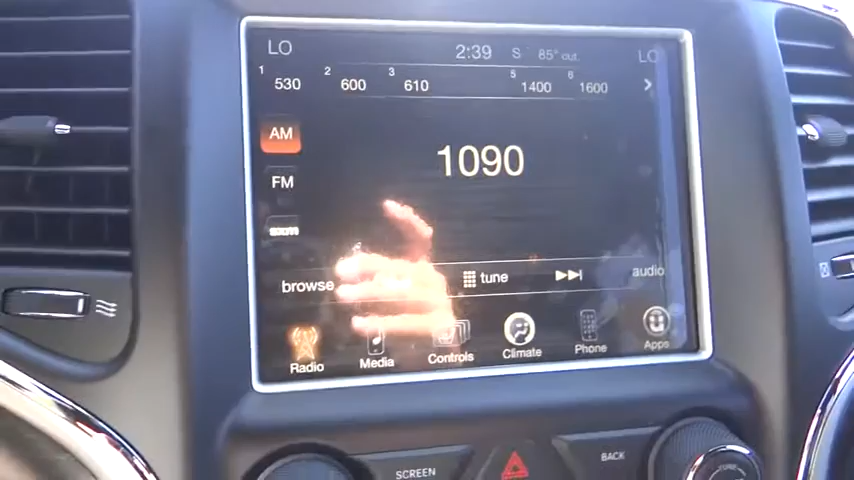 LO 2:39 S 85° out. LO
1 530 2 600 3 610 5 1400 6 1600
AM
1090
FM
sxm
browse tune audio
Radio Media Controls Climate Phone Apps
SCREEN BACK